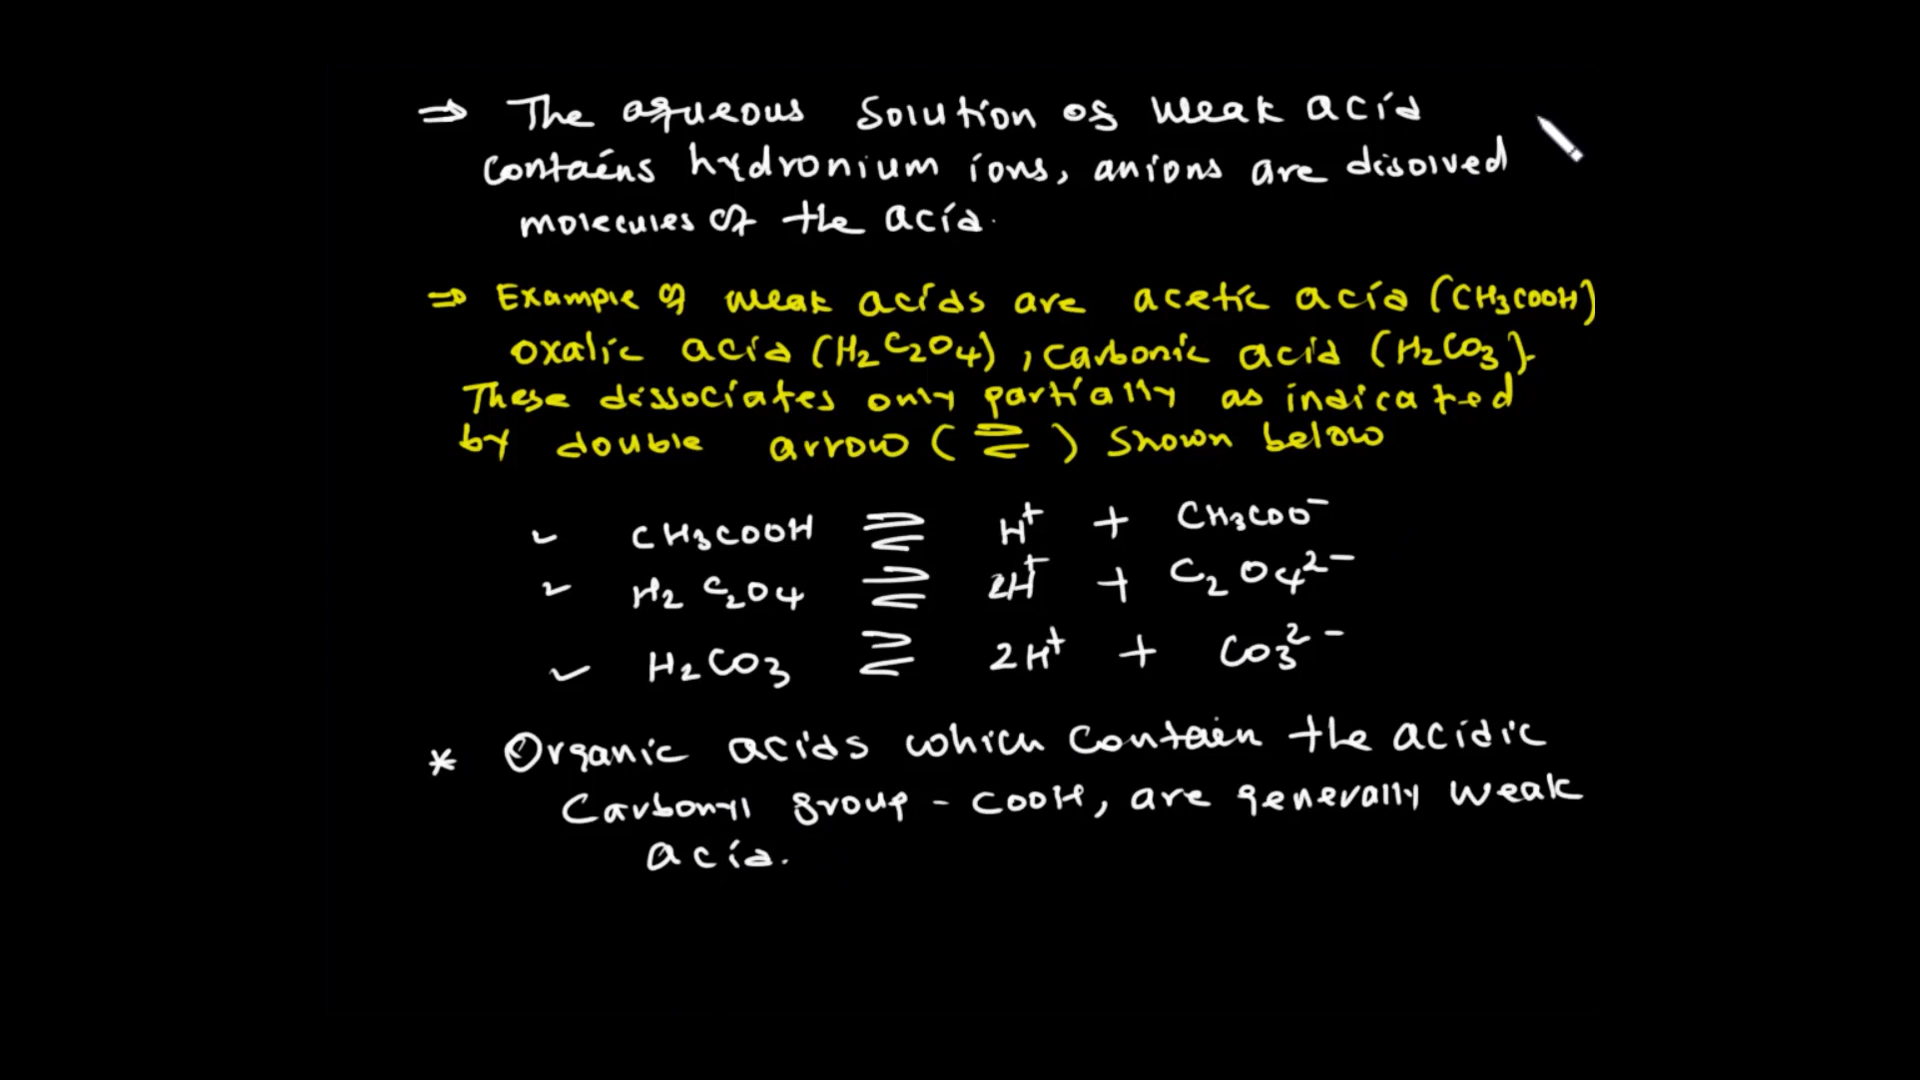 ⇒ The aqueous solution of weak acid
contains hydronium ions, anions are disolved
molecules of the acid.
⇒ Example of weak acids are acetic acid (CH3COOH)
oxalic acid (H2C2O4), carbonic acid (H2CO3).
These dissociates only partially as indicated
by double arrow (⇌) shown below
✓ CH3COOH ⇌ H⁺ + CH3COO⁻
✓ H2C2O4 ⇌ 2H⁺ + C2O4²⁻
✓ H2CO3 ⇌ 2H⁺ + CO3²⁻
* Organic acids which contain the acidic
Carbonyl group - COOH, are generally weak
acid.